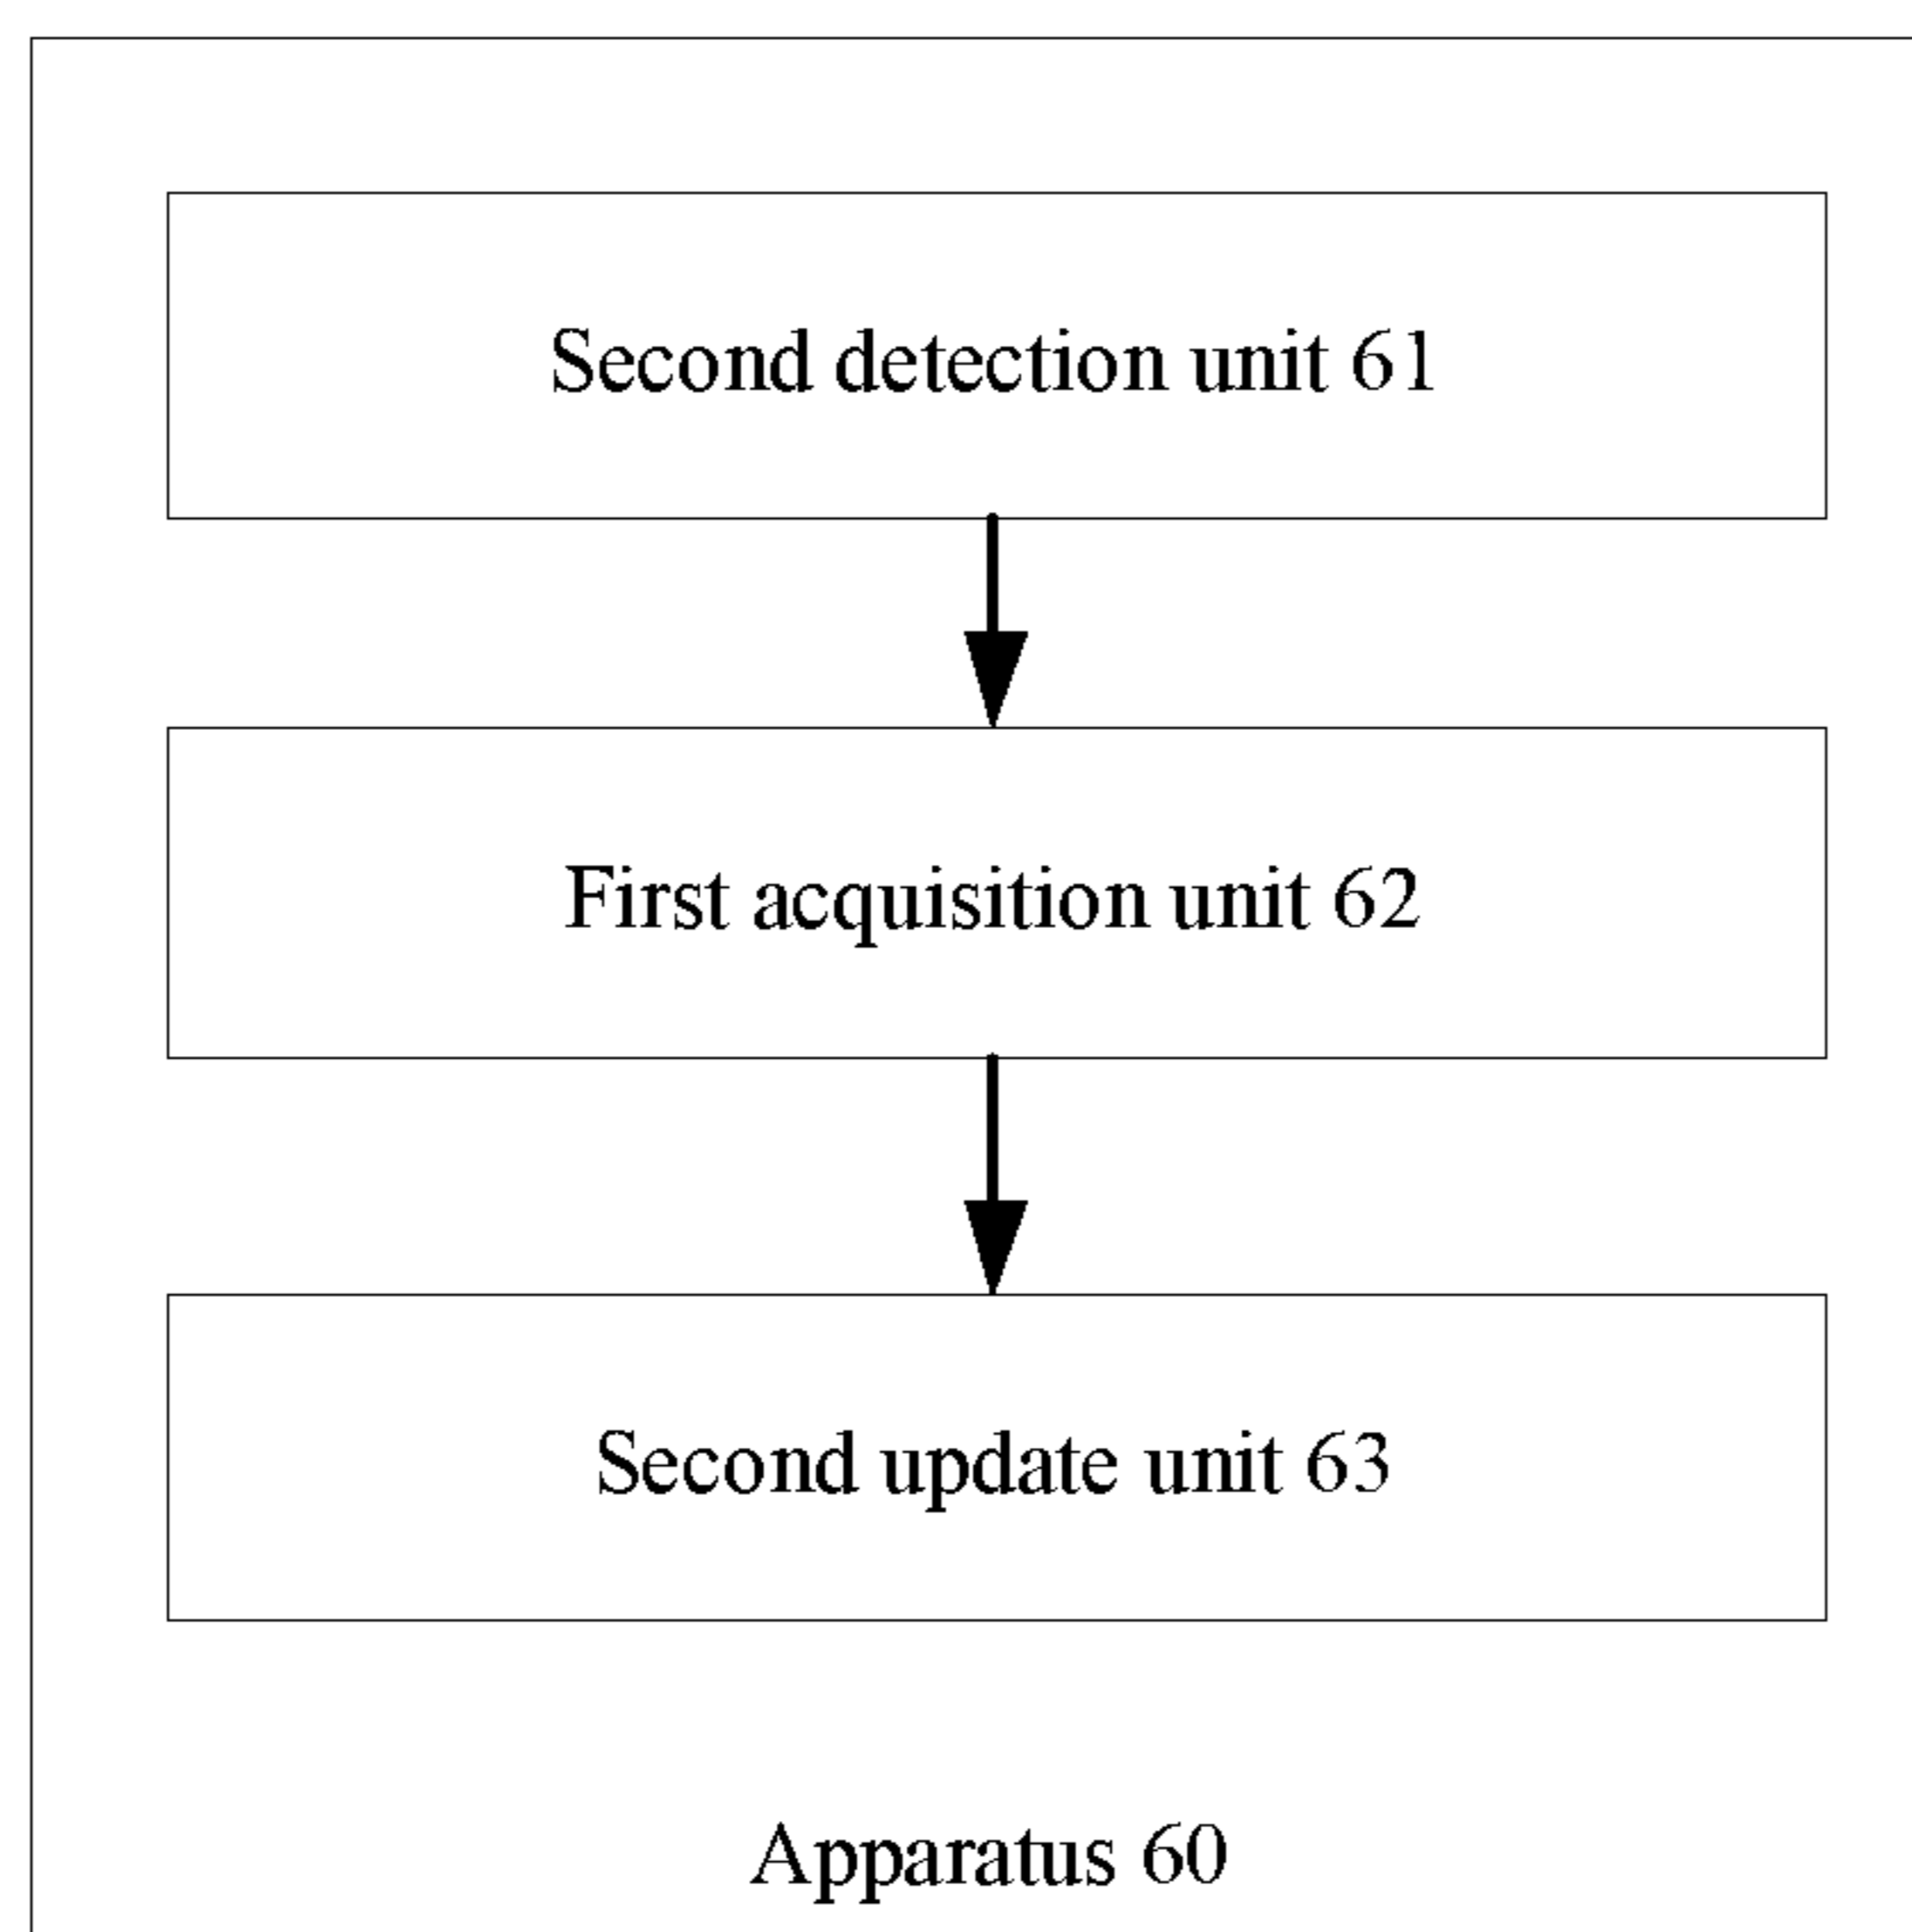 Second detection unit 61
First acquisition unit 62
Second update unit 63
Apparatus 60